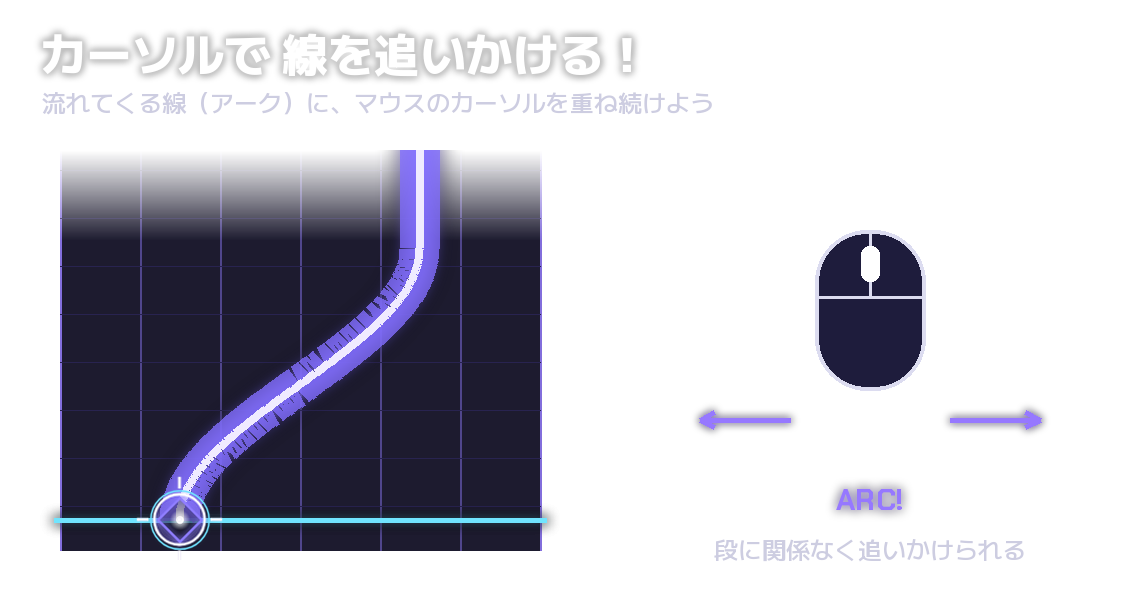 カーソルで 線を追いかける！
流れてくる線（アーク）に、マウスのカーソルを重ね続けよう
ARC!
段に関係なく追いかけられる